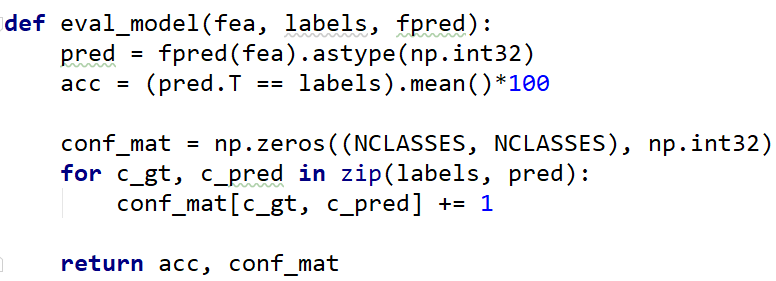 def eval_model(fea, labels, fpred):
    pred = fpred(fea).astype(np.int32)
    acc = (pred.T == labels).mean()*100

    conf_mat = np.zeros((NCLASSES, NCLASSES), np.int32)
    for c_gt, c_pred in zip(labels, pred):
        conf_mat[c_gt, c_pred] += 1

    return acc, conf_mat